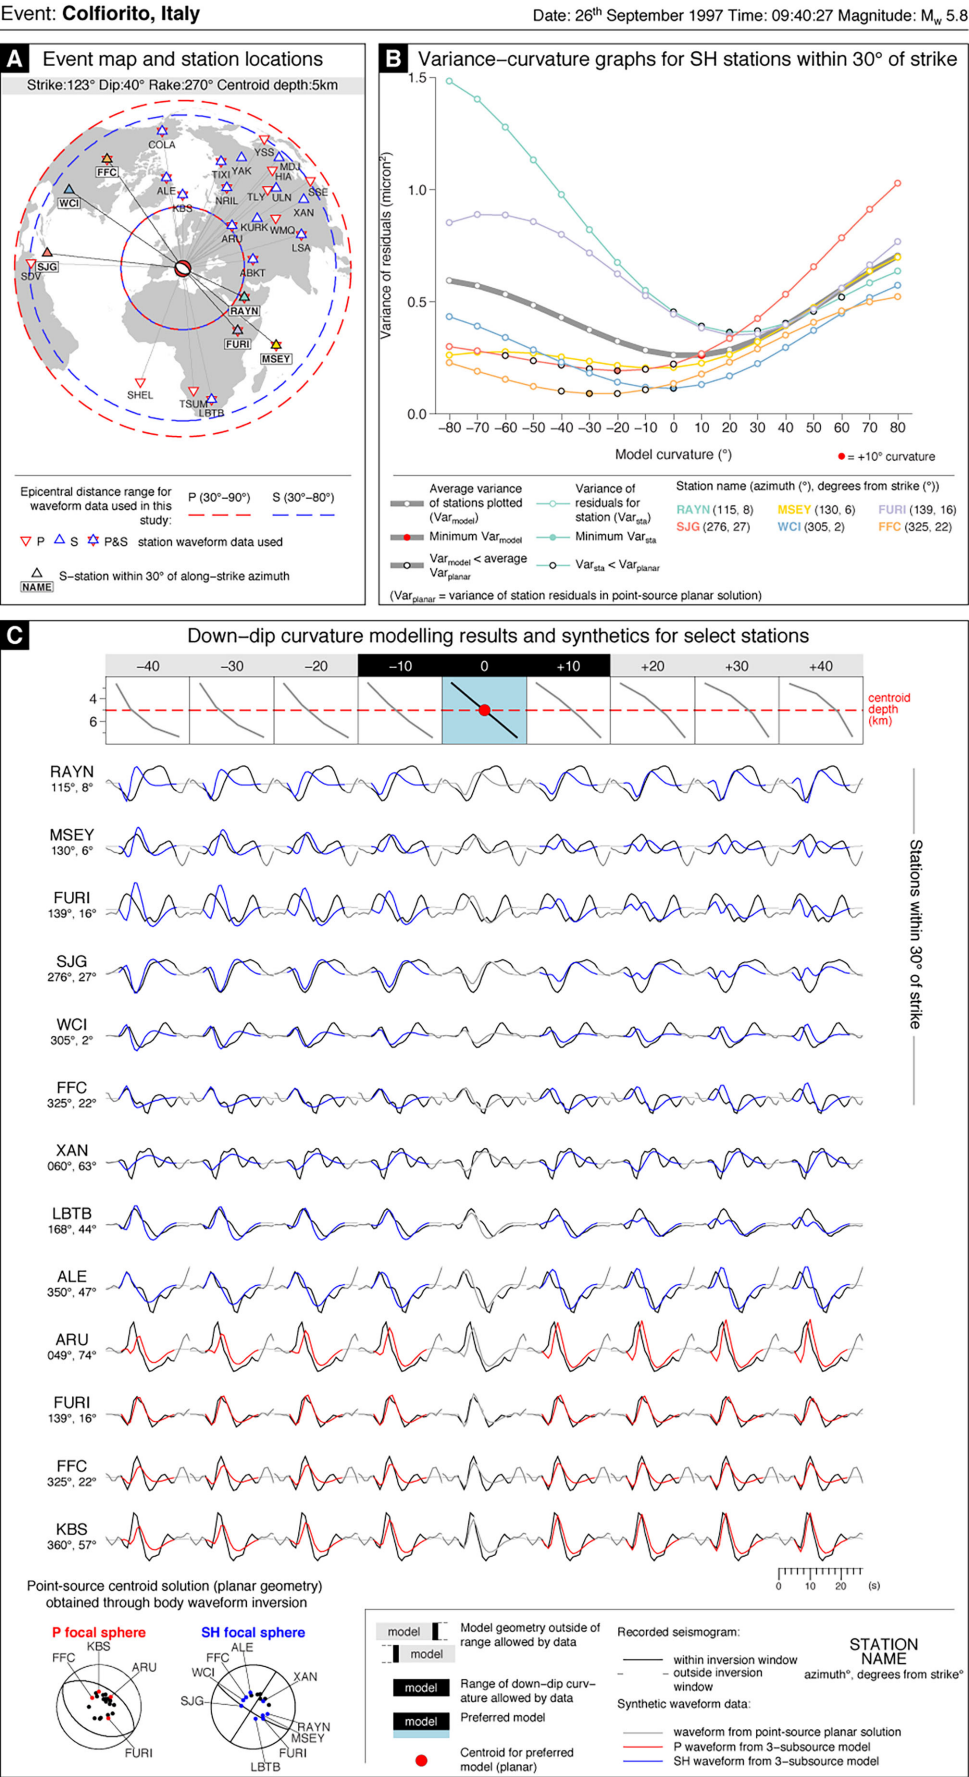 Event: Colfiorito, Italy
Date: 26th September 1997 Time: 09:40:27 Magnitude: Mw 5.8
A Event map and station locations
Strike:123° Dip:40° Rake:270° Centroid depth:5km
COLA
YSS
FFC
TIXI
YAK
MDJ
HIA
SSE
WCI
ALE
KBS
NRIL
TLY
ULN
XAN
KURK
WMQ
ARU
LSA
SJG
SDV
ABKT
RAYN
FURI
MSEY
SHEL
TSUM
LBTB
Epicentral distance range for
waveform data used in this
study:
P (30°–90°)
S (30°–80°)
P S P&S station waveform data used
NAME
S–station within 30° of along–strike azimuth
B Variance–curvature graphs for SH stations within 30° of strike
Variance of residuals (micron²)
1.5
1.0
0.5
0.0
−80 −70 −60 −50 −40 −30 −20 −10 0 10 20 30 40 50 60 70 80
Model curvature (°)
= +10° curvature
Average variance
of stations plotted
(Varmodel)
Minimum Varmodel
Varmodel < average
Varplanar
Variance of
residuals for
station (Varsta)
Minimum Varsta
Varsta < Varplanar
Station name (azimuth (°), degrees from strike (°))
RAYN (115, 8) MSEY (130, 6) FURI (139, 16)
SJG (276, 27) WCI (305, 2) FFC (325, 22)
(Varplanar = variance of station residuals in point–source planar solution)
C Down–dip curvature modelling results and synthetics for select stations
−40 −30 −20 −10 0 +10 +20 +30 +40
4
6
centroid
depth
(km)
RAYN
115°, 8°
MSEY
130°, 6°
FURI
139°, 16°
SJG
276°, 27°
WCI
305°, 2°
FFC
325°, 22°
Stations within 30° of strike
XAN
060°, 63°
LBTB
168°, 44°
ALE
350°, 47°
ARU
049°, 74°
FURI
139°, 16°
FFC
325°, 22°
KBS
360°, 57°
0 10 20 (s)
Point–source centroid solution (planar geometry)
obtained through body waveform inversion
P focal sphere
KBS
FFC
ARU
FURI
SH focal sphere
ALE
FFC
WCI
XAN
SJG
RAYN
MSEY
FURI
LBTB
model
model
Model geometry outside of
range allowed by data
model
Range of down–dip curv–
ature allowed by data
model
Preferred model
Centroid for preferred
model (planar)
Recorded seismogram:
within inversion window
outside inversion
window
Synthetic waveform data:
waveform from point–source planar solution
P waveform from 3–subsource model
SH waveform from 3–subsource model
STATION
NAME
azimuth°, degrees from strike°